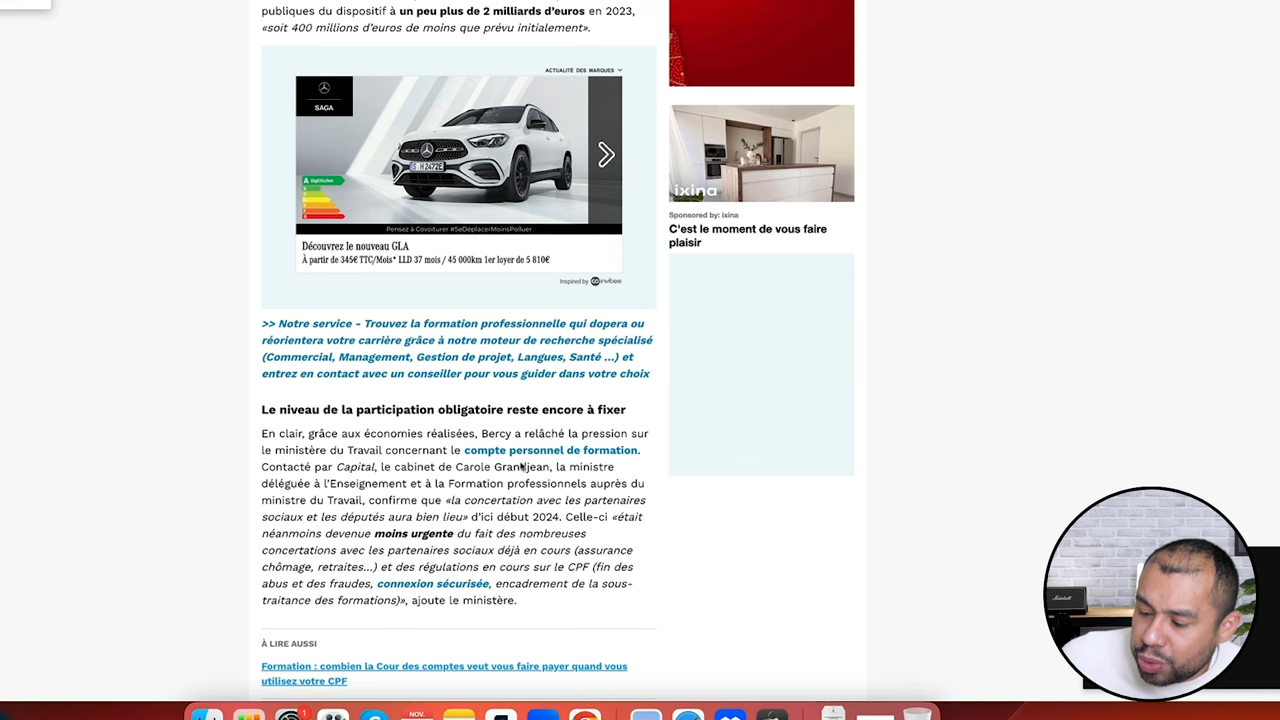 publiques du dispositif à un peu plus de 2 milliards d'euros en 2023,
«soit 400 millions d'euros de moins que prévu initialement».
ACTUALITÉ DES MARQUES
SAGA
Pensez à Covoiturer #SeDéplacerMoinsPolluer
Découvrez le nouveau GLA
À partir de 345€ TTC/Mois* LLD 37 mois / 45 000km 1er loyer de 5 810€
Inspired by invibes
ixina
Sponsored by: ixina
C'est le moment de vous faire
plaisir
>> Notre service - Trouvez la formation professionnelle qui dopera ou
réorientera votre carrière grâce à notre moteur de recherche spécialisé
(Commercial, Management, Gestion de projet, Langues, Santé …) et
entrez en contact avec un conseiller pour vous guider dans votre choix
Le niveau de la participation obligatoire reste encore à fixer
En clair, grâce aux économies réalisées, Bercy a relâché la pression sur
le ministère du Travail concernant le compte personnel de formation.
Contacté par Capital, le cabinet de Carole Grandjean, la ministre
déléguée à l'Enseignement et à la Formation professionnels auprès du
ministre du Travail, confirme que «la concertation avec les partenaires
sociaux et les députés aura bien lieu» d'ici début 2024. Celle-ci «était
néanmoins devenue moins urgente du fait des nombreuses
concertations avec les partenaires sociaux déjà en cours (assurance
chômage, retraites…) et des régulations en cours sur le CPF (fin des
abus et des fraudes, connexion sécurisée, encadrement de la sous-
traitance des formations)», ajoute le ministère.
À LIRE AUSSI
Formation : combien la Cour des comptes veut vous faire payer quand vous
utilisez votre CPF
Marshall
NOV.
1